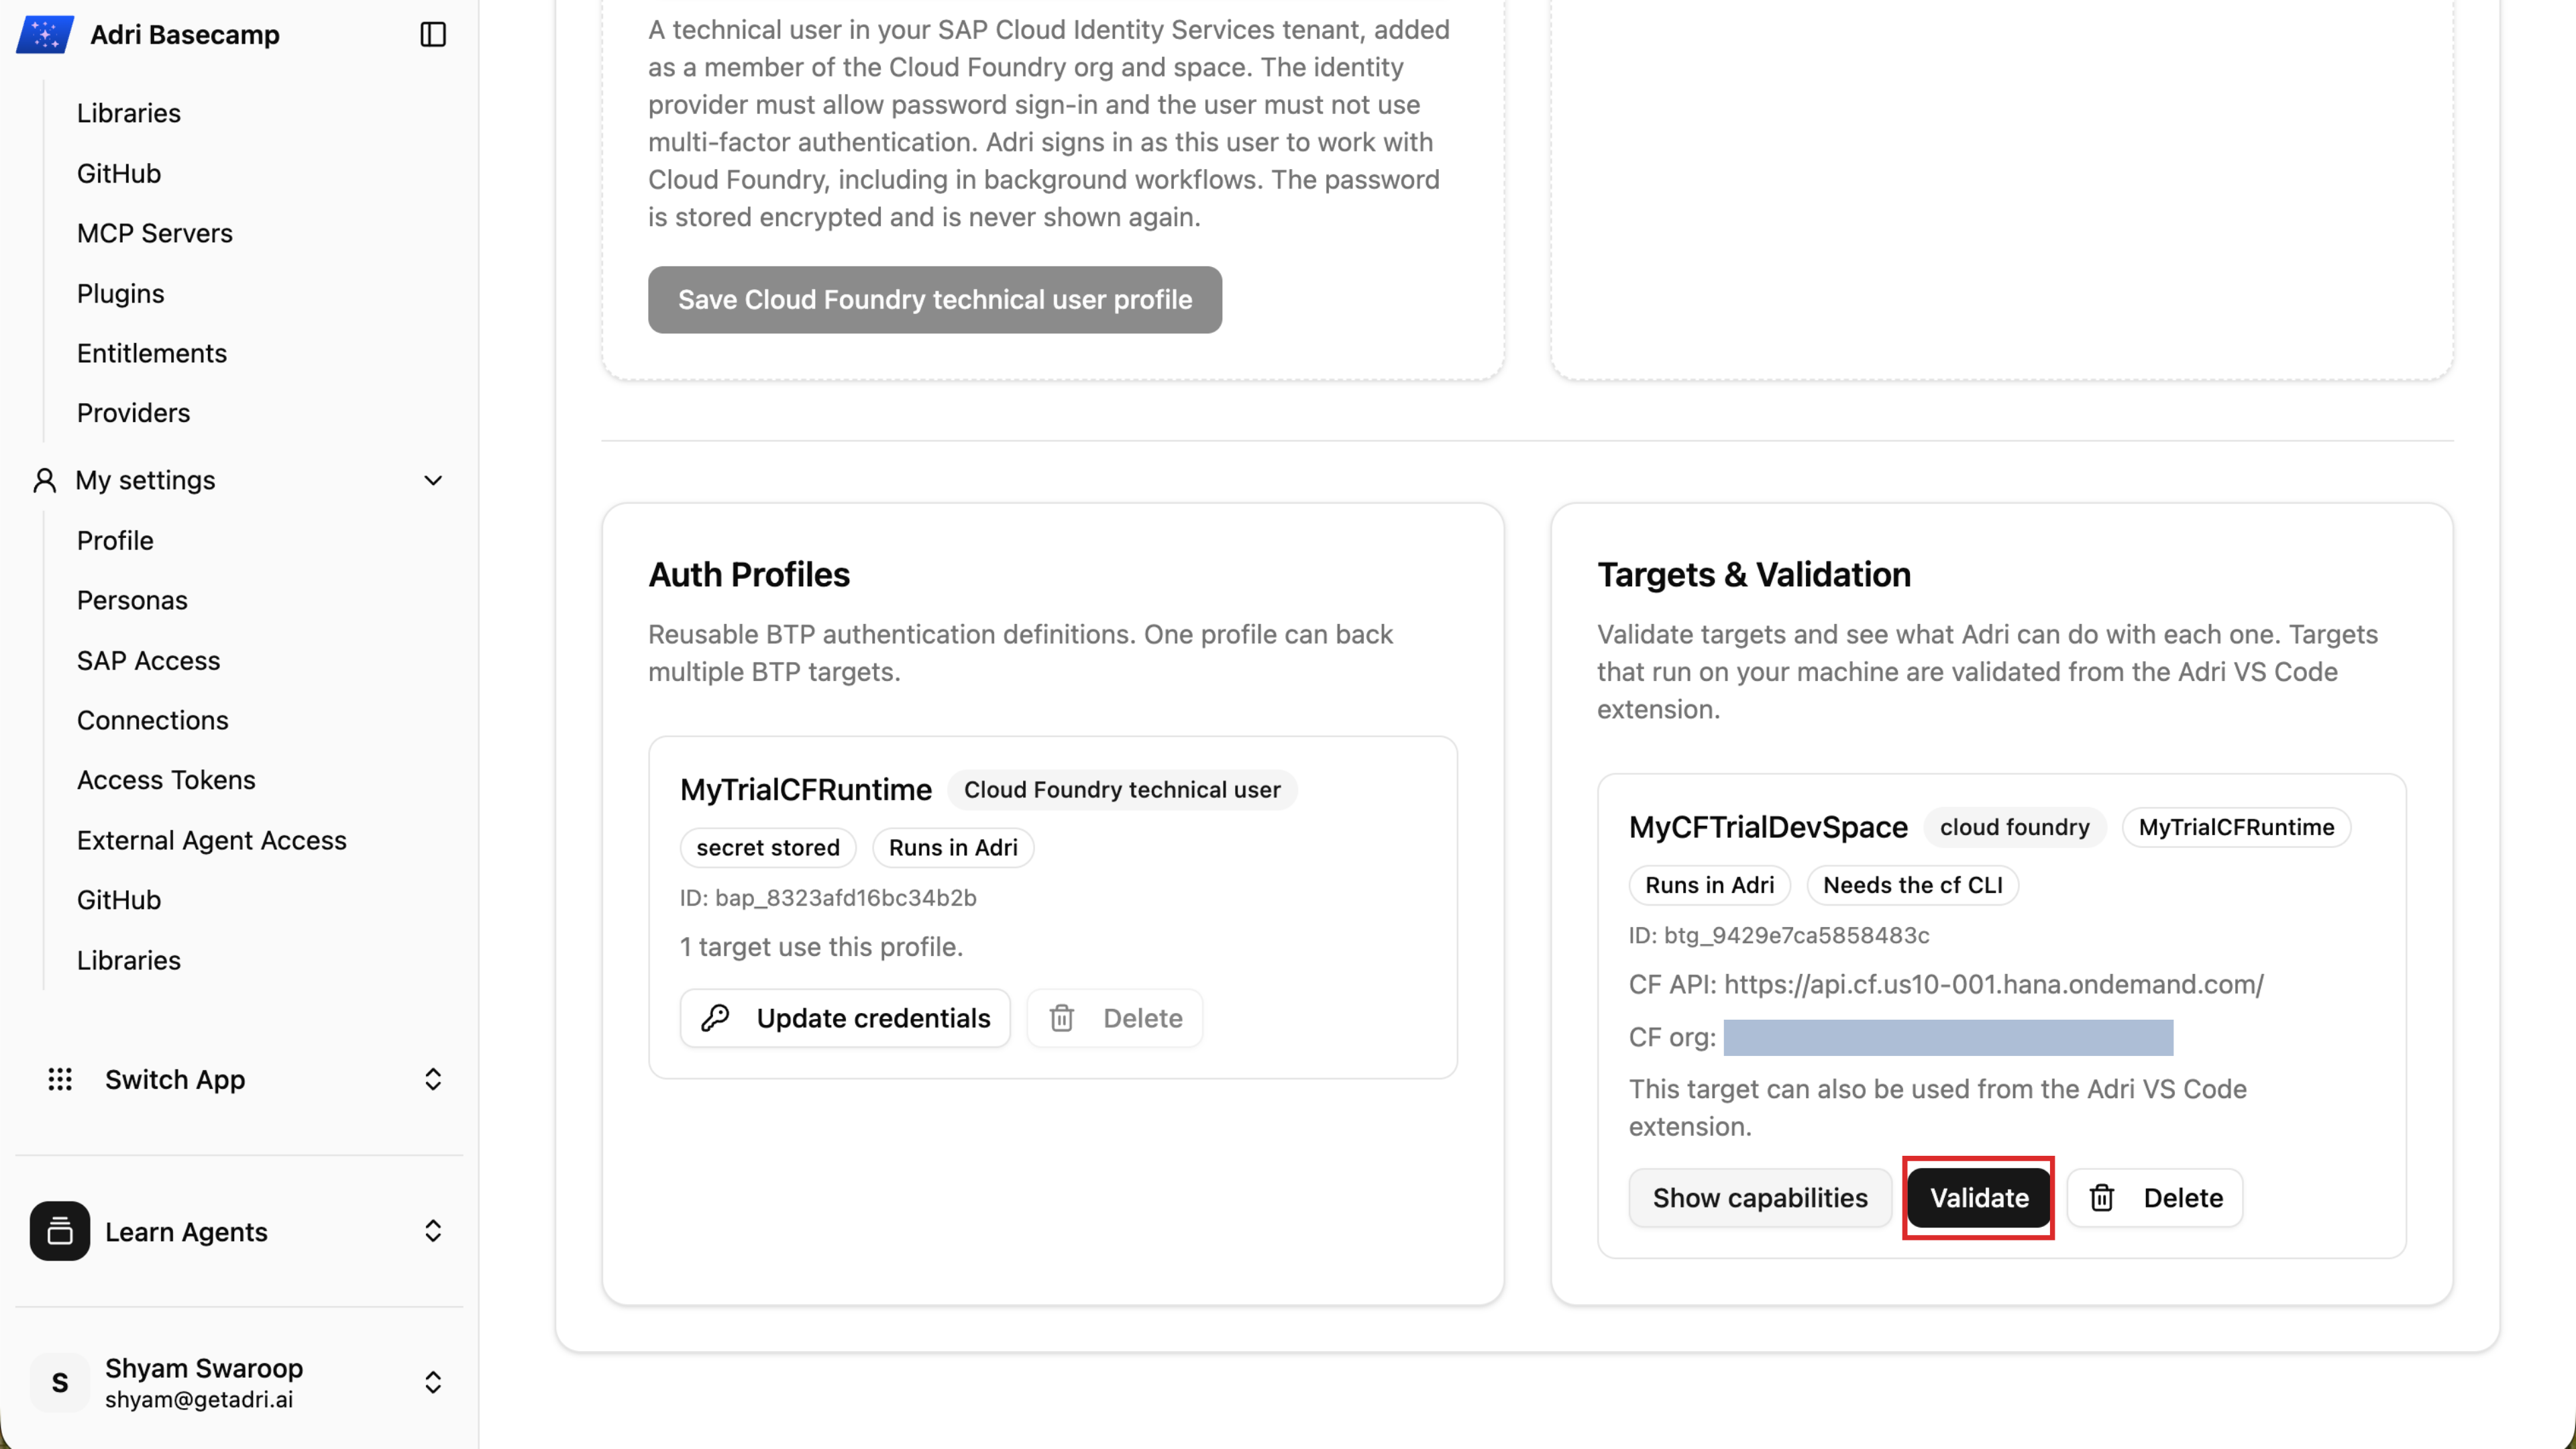 Adri Basecamp
Libraries
GitHub
MCP Servers
Plugins
Entitlements
Providers
My settings
Profile
Personas
SAP Access
Connections
Access Tokens
External Agent Access
GitHub
Libraries
Switch App
Learn Agents
S
Shyam Swaroop
shyam@getadri.ai
A technical user in your SAP Cloud Identity Services tenant, added
as a member of the Cloud Foundry org and space. The identity
provider must allow password sign-in and the user must not use
multi-factor authentication. Adri signs in as this user to work with
Cloud Foundry, including in background workflows. The password
is stored encrypted and is never shown again.
Save Cloud Foundry technical user profile
Auth Profiles
Reusable BTP authentication definitions. One profile can back
multiple BTP targets.
MyTrialCFRuntime Cloud Foundry technical user
secret stored Runs in Adri
ID: bap_8323afd16bc34b2b
1 target use this profile.
Update credentials Delete
Targets & Validation
Validate targets and see what Adri can do with each one. Targets
that run on your machine are validated from the Adri VS Code
extension.
MyCFTrialDevSpace cloud foundry MyTrialCFRuntime
Runs in Adri Needs the cf CLI
ID: btg_9429e7ca5858483c
CF API: https://api.cf.us10-001.hana.ondemand.com/
CF org:
This target can also be used from the Adri VS Code
extension.
Show capabilities Validate Delete